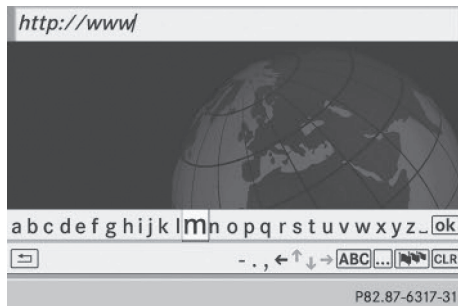 http://www
a b c d e f g h i j k l m n o p q r s t u v w x y z _ ok
- . , ← ↑ ↓ → ABC ... CLR
P82.87-6317-31